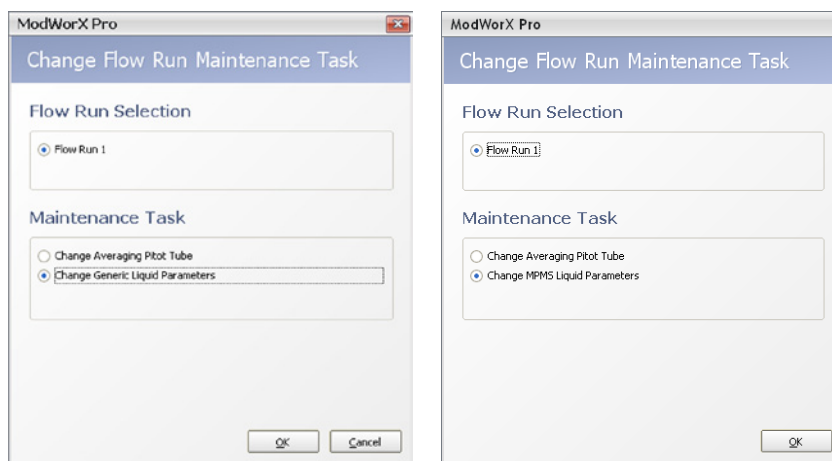 ModWorX Pro
Change Flow Run Maintenance Task
Flow Run Selection
Flow Run 1
Maintenance Task
Change Averaging Pitot Tube
Change Generic Liquid Parameters
OK
Cancel
ModWorX Pro
Change Flow Run Maintenance Task
Flow Run Selection
Flow Run 1
Maintenance Task
Change Averaging Pitot Tube
Change MPMS Liquid Parameters
OK